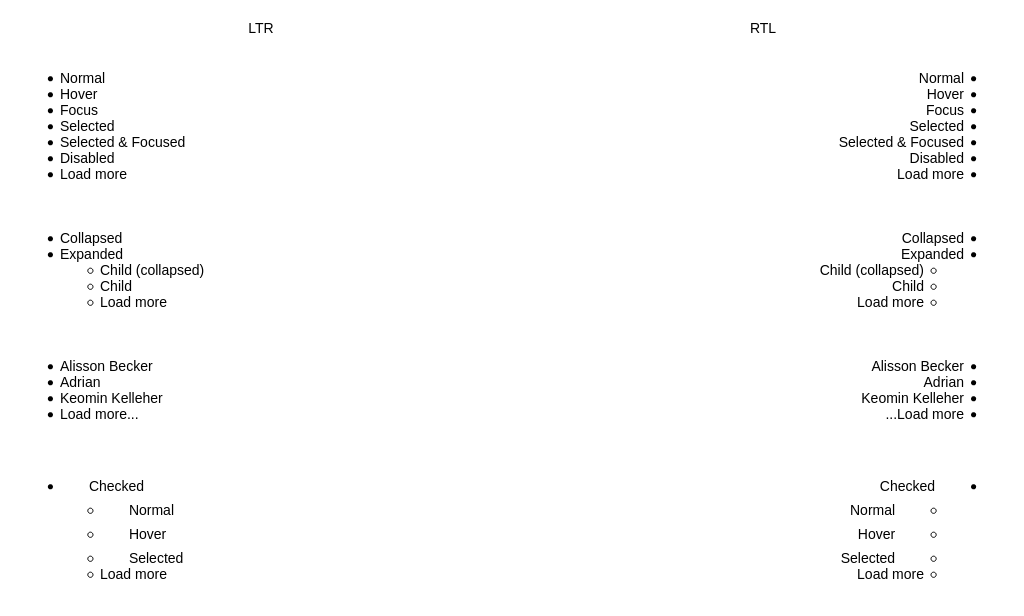 LTR
Normal
Hover
Focus
Selected
Selected & Focused
Disabled
Load more
Collapsed
Expanded
Child (collapsed)
Child
Load more
Alisson Becker
Adrian
Keomin Kelleher
Load more...
Checked
Normal
Hover
Selected
Load more
RTL
Normal
Hover
Focus
Selected
Selected & Focused
Disabled
Load more
Collapsed
Expanded
Child (collapsed)
Child
Load more
Alisson Becker
Adrian
Keomin Kelleher
...Load more
Checked
Normal
Hover
Selected
Load more